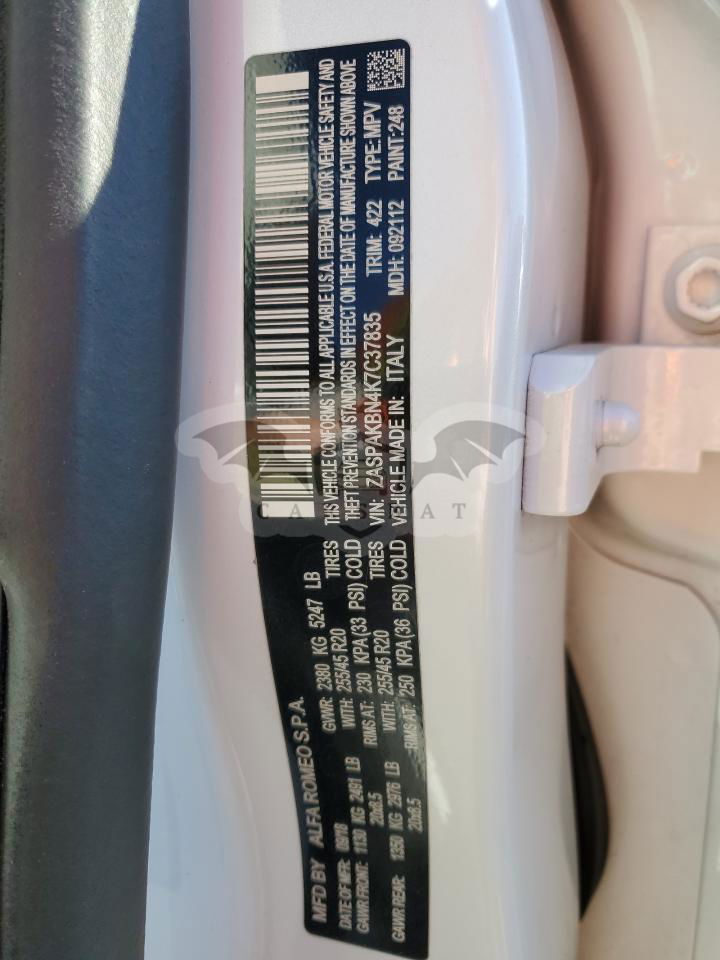 MFD BY ALFA ROMEO S.P.A.
DATE OF MFR: 09/18 GVWR: 2380 KG 5247 LB
GAWR FRONT: 1130 KG 2491 LB WITH: 255/45 R20 TIRES
20x8.5 RIMS AT: 230 KPA (33 PSI) COLD
GAWR REAR: 1350 KG 2976 LB WITH: 255/45 R20 TIRES
20x8.5 RIMS AT: 250 KPA (36 PSI) COLD
THIS VEHICLE CONFORMS TO ALL APPLICABLE U.S.A. FEDERAL MOTOR VEHICLE SAFETY AND
THEFT PREVENTION STANDARDS IN EFFECT ON THE DATE OF MANUFACTURE SHOWN ABOVE
VIN: ZASPAKBN4K7C37835 TRIM: 422 TYPE: MPV
VEHICLE MADE IN: ITALY MDH: 092112 PAINT: 248